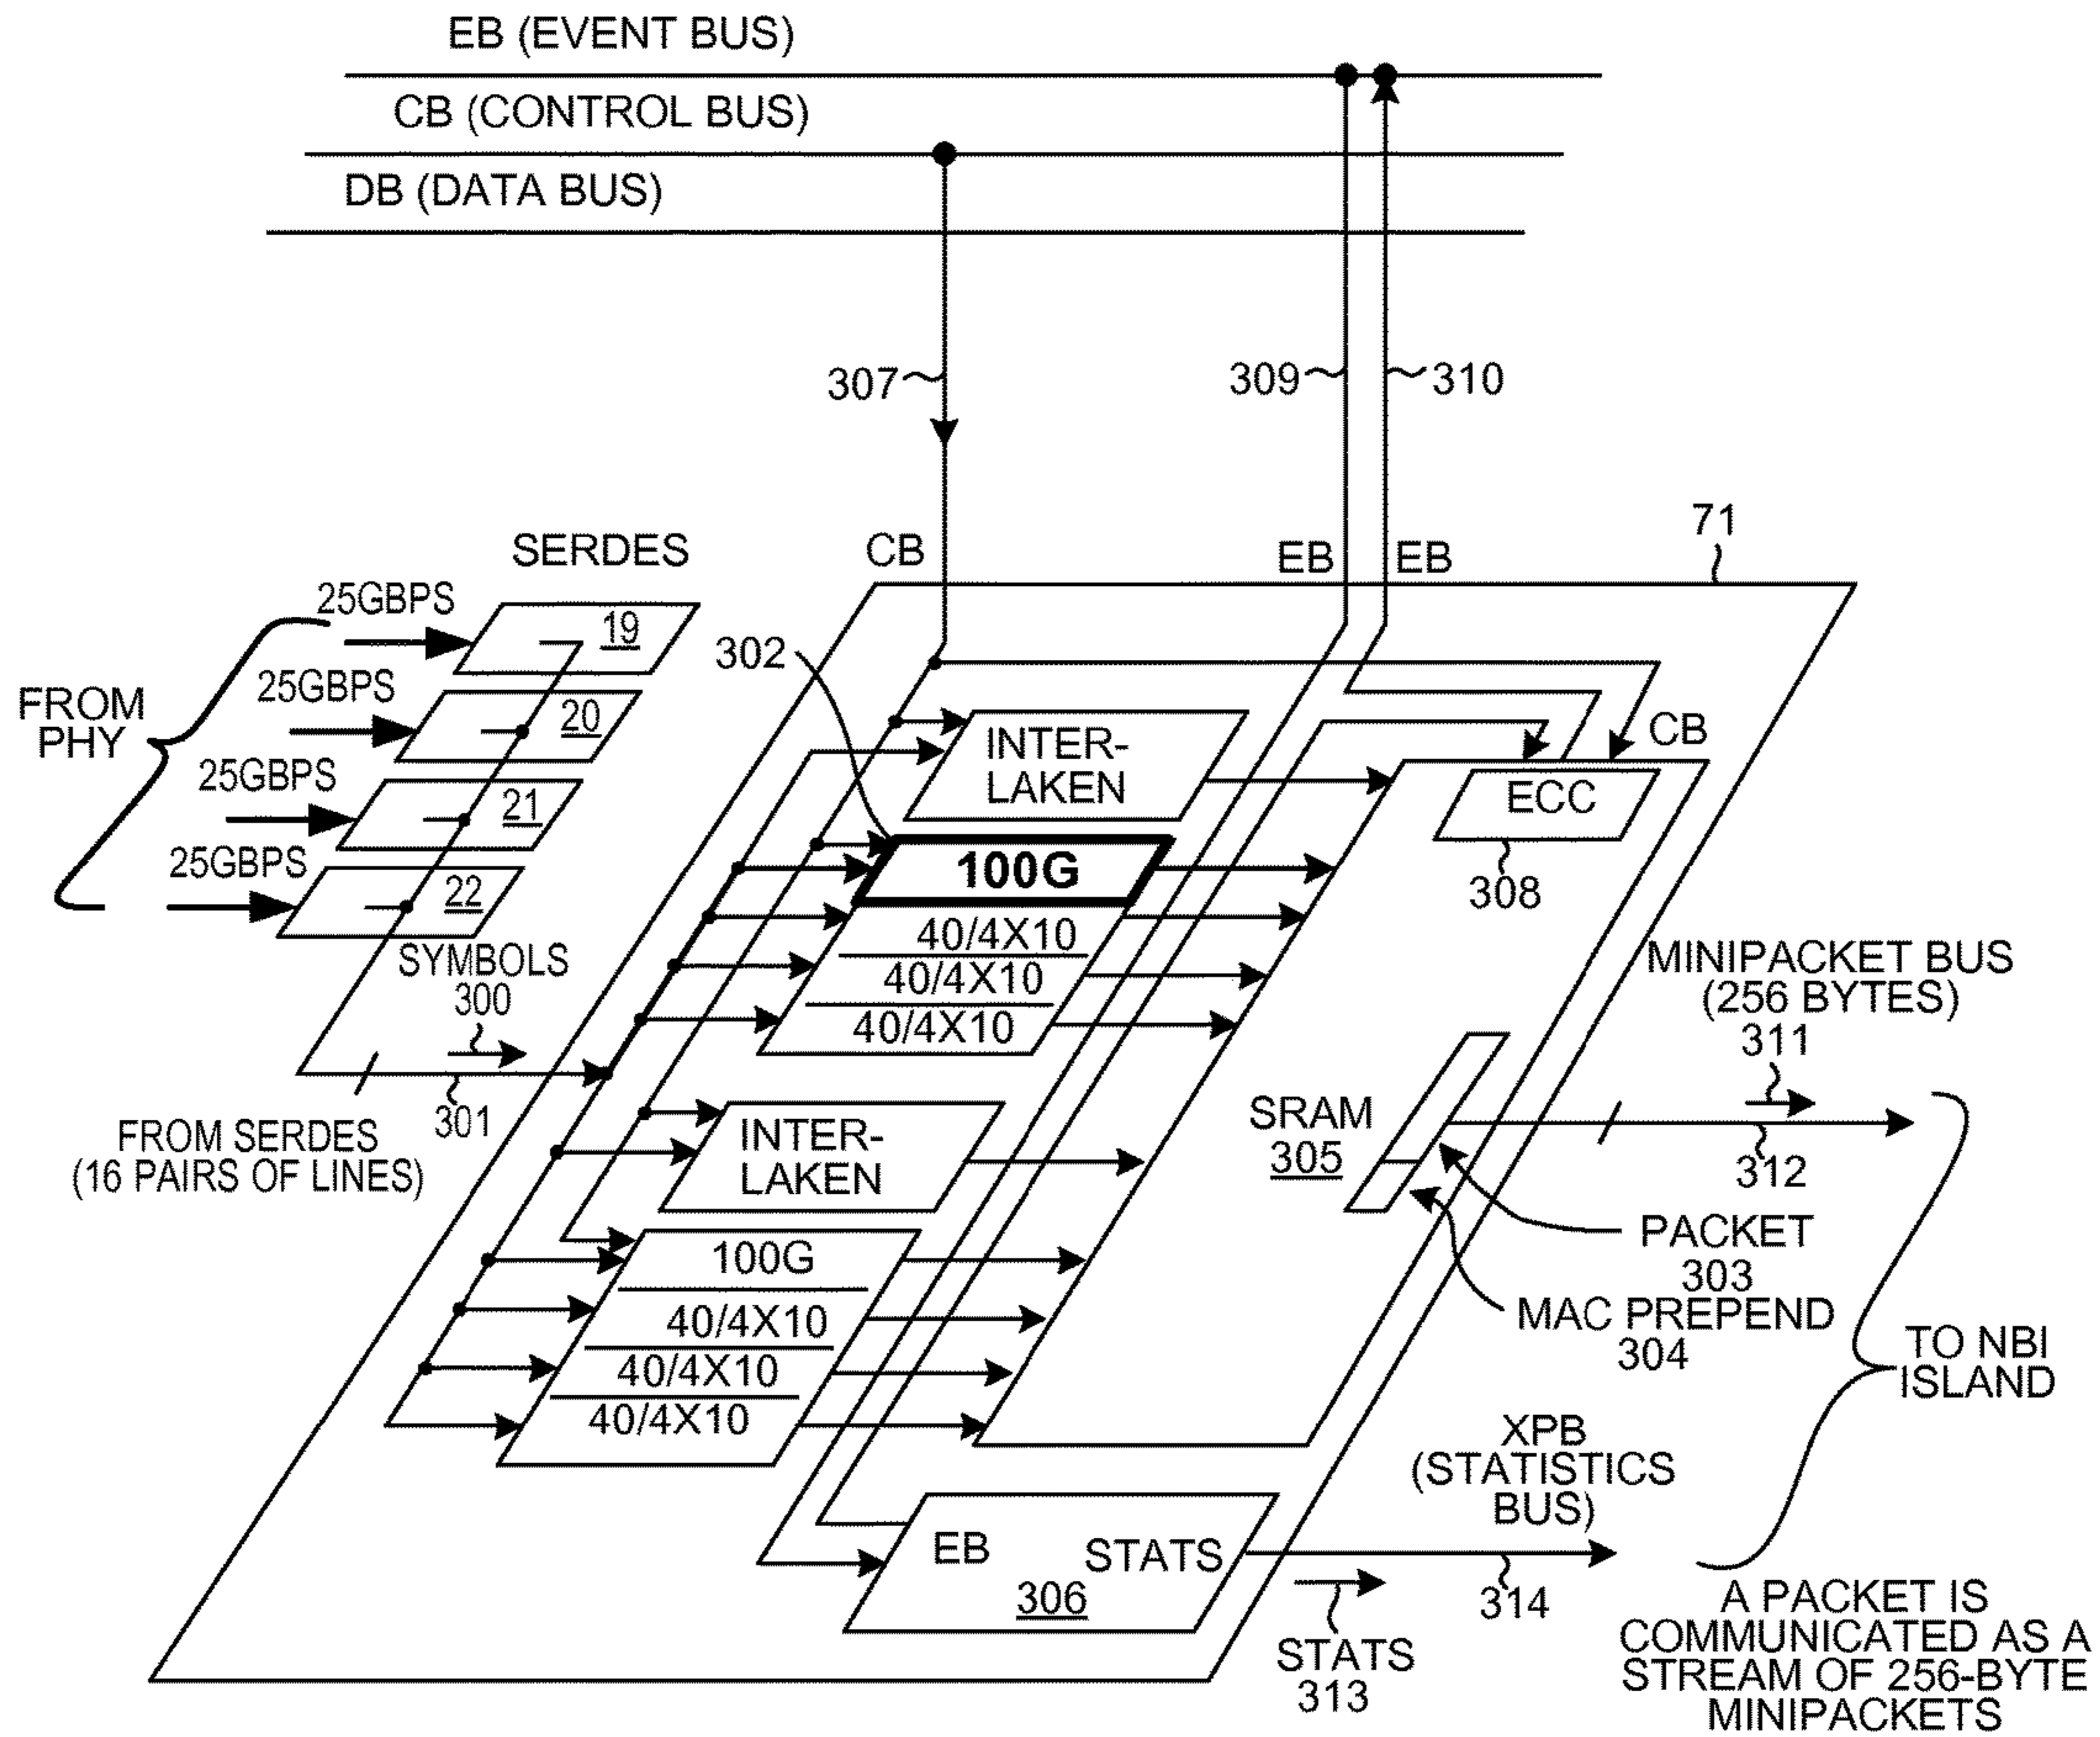 EB (EVENT BUS)
CB (CONTROL BUS)
DB (DATA BUS)
307
309
310
71
CB
EB
EB
SERDES
25GBPS
19
302
25GBPS
20
FROM
PHY
25GBPS
21
25GBPS
22
CB
INTER-
LAKEN
ECC
308
100G
40/4X10
40/4X10
40/4X10
SYMBOLS
300
301
FROM SERDES
(16 PAIRS OF LINES)
MINIPACKET BUS
(256 BYTES)
311
312
SRAM
305
INTER-
LAKEN
PACKET
303
MAC PREPEND
304
100G
40/4X10
40/4X10
40/4X10
TO NBI
ISLAND
XPB
(STATISTICS
BUS)
EB
STATS
306
314
STATS
313
A PACKET IS
COMMUNICATED AS A
STREAM OF 256-BYTE
MINIPACKETS